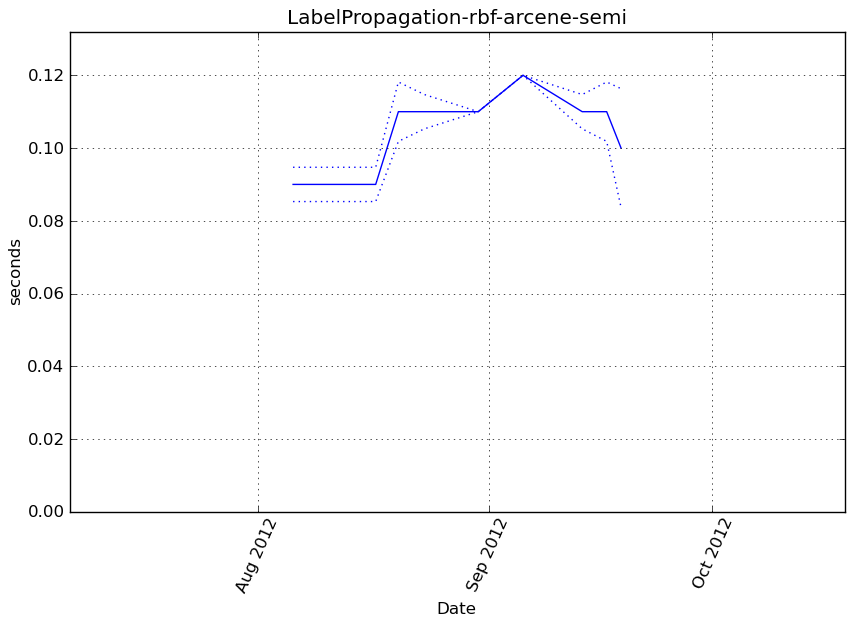 LabelPropagation-rbf-arcene-semi
0.12
0.10
0.08
0.06
0.04
0.02
0.00
seconds
Aug 2012
Sep 2012
Oct 2012
Date